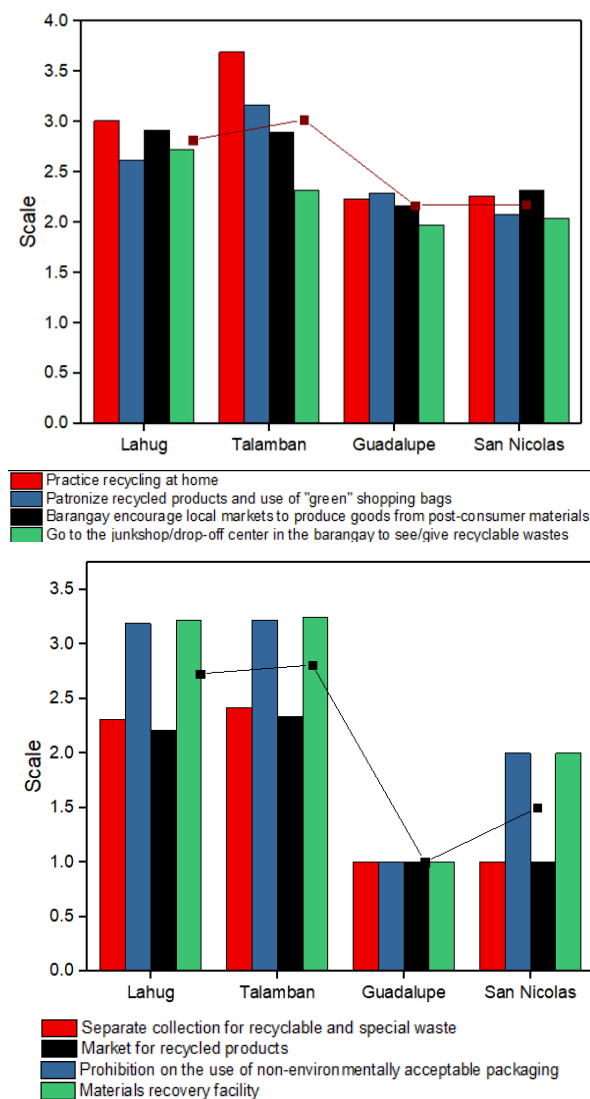 4.0
3.5
3.0
2.5
2.0
1.5
1.0
0.5
0.0
Scale
Lahug Talamban Guadalupe San Nicolas
Practice recycling at home
Patronize recycled products and use of "green" shopping bags
Barangay encourage local markets to produce goods from post-consumer materials
Go to the junkshop/drop-off center in the barangay to see/give recyclable wastes
3.5
3.0
2.5
2.0
1.5
1.0
0.5
0.0
Scale
Lahug Talamban Guadalupe San Nicolas
Separate collection for recyclable and special waste
Market for recycled products
Prohibition on the use of non-environmentally acceptable packaging
Materials recovery facility